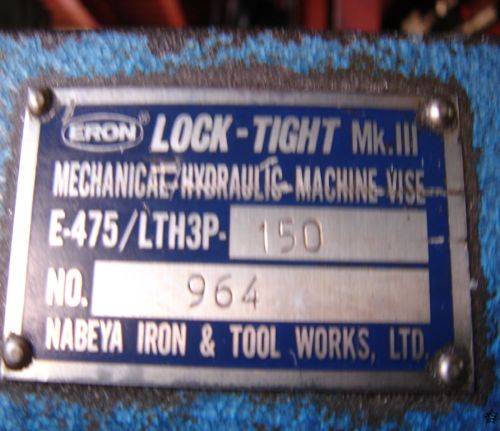 ERON® LOCK-TIGHT Mk.III
MECHANICAL-HYDRAULIC-MACHINE-VISE
E-475/LTH3P- 150
NO. 964
NABEYA IRON & TOOL WORKS, LTD.